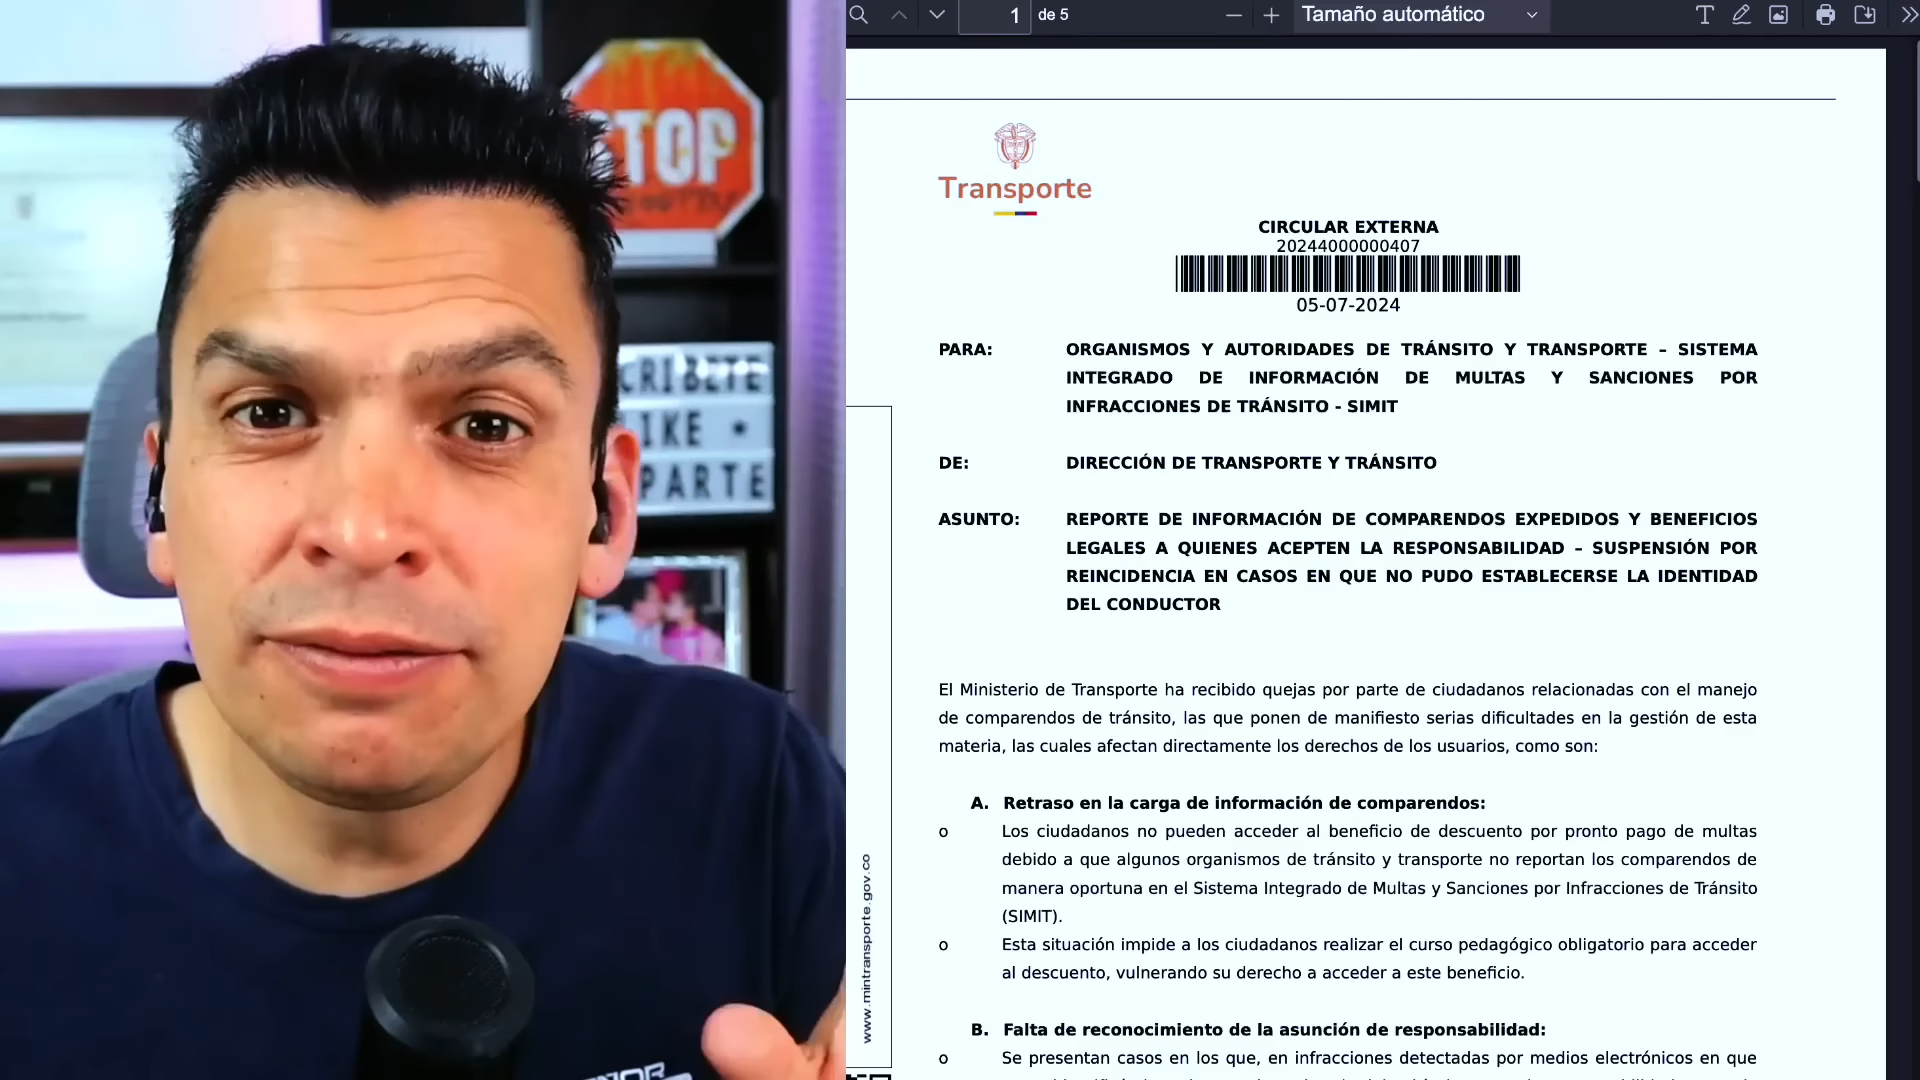 STOP
CRIBETE
IKE ★
PARTE
1 de 5
Tamaño automático
Transporte
CIRCULAR EXTERNA
20244000000407
05-07-2024
PARA: ORGANISMOS Y AUTORIDADES DE TRÁNSITO Y TRANSPORTE – SISTEMA
INTEGRADO DE INFORMACIÓN DE MULTAS Y SANCIONES POR
INFRACCIONES DE TRÁNSITO - SIMIT
DE: DIRECCIÓN DE TRANSPORTE Y TRÁNSITO
ASUNTO: REPORTE DE INFORMACIÓN DE COMPARENDOS EXPEDIDOS Y BENEFICIOS
LEGALES A QUIENES ACEPTEN LA RESPONSABILIDAD – SUSPENSIÓN POR
REINCIDENCIA EN CASOS EN QUE NO PUDO ESTABLECERSE LA IDENTIDAD
DEL CONDUCTOR
El Ministerio de Transporte ha recibido quejas por parte de ciudadanos relacionadas con el manejo
de comparendos de tránsito, las que ponen de manifiesto serias dificultades en la gestión de esta
materia, las cuales afectan directamente los derechos de los usuarios, como son:
A. Retraso en la carga de información de comparendos:
o Los ciudadanos no pueden acceder al beneficio de descuento por pronto pago de multas
debido a que algunos organismos de tránsito y transporte no reportan los comparendos de
manera oportuna en el Sistema Integrado de Multas y Sanciones por Infracciones de Tránsito
(SIMIT).
o Esta situación impide a los ciudadanos realizar el curso pedagógico obligatorio para acceder
al descuento, vulnerando su derecho a acceder a este beneficio.
B. Falta de reconocimiento de la asunción de responsabilidad:
o Se presentan casos en los que, en infracciones detectadas por medios electrónicos en que
www.mintransporte.gov.co